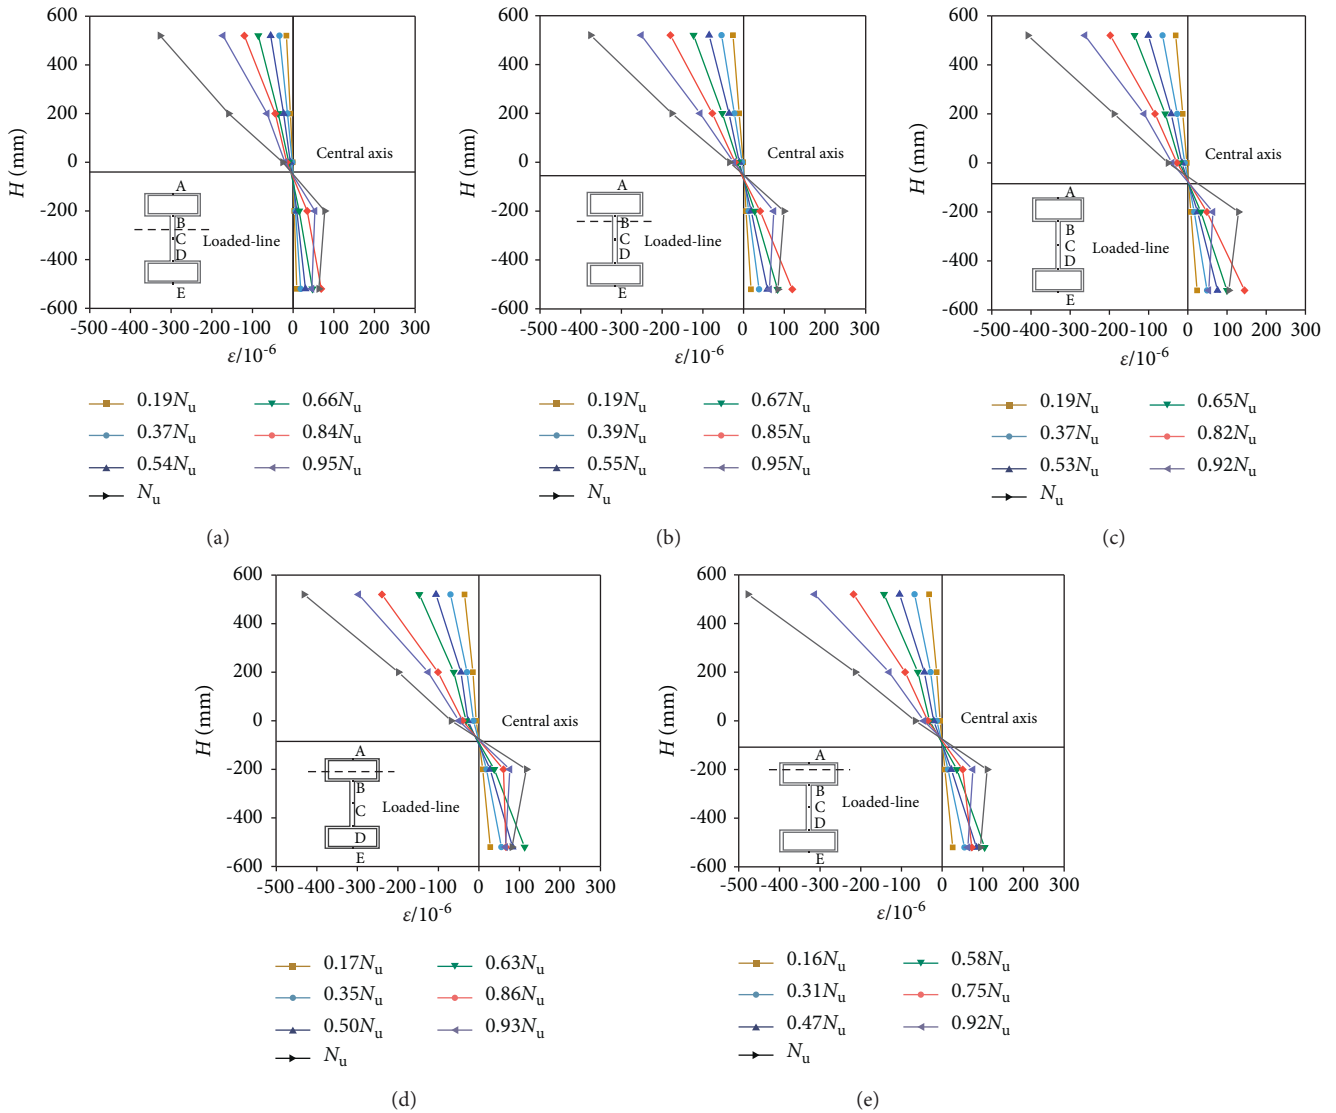 600
400
200
0
-200
-400
-600
H (mm)
Central axis
A
B
C
D
E
Loaded-line
-500 -400 -300 -200 -100 0 100 200 300
ε/10-6
0.19Nu 0.66Nu
0.37Nu 0.84Nu
0.54Nu 0.95Nu
Nu
(a)
600
400
200
0
-200
-400
-600
H (mm)
Central axis
A
B
C
D
E
Loaded-line
-500 -400 -300 -200 -100 0 100 200 300
ε/10-6
0.19Nu 0.67Nu
0.39Nu 0.85Nu
0.55Nu 0.95Nu
Nu
(b)
600
400
200
0
-200
-400
-600
H (mm)
Central axis
A
B
C
D
E
Loaded-line
-500 -400 -300 -200 -100 0 100 200 300
ε/10-6
0.19Nu 0.65Nu
0.37Nu 0.82Nu
0.53Nu 0.92Nu
Nu
(c)
600
400
200
0
-200
-400
-600
H (mm)
Central axis
A
B
C
D
E
Loaded-line
-500 -400 -300 -200 -100 0 100 200 300
ε/10-6
0.17Nu 0.63Nu
0.35Nu 0.86Nu
0.50Nu 0.93Nu
Nu
(d)
600
400
200
0
-200
-400
-600
H (mm)
Central axis
A
B
C
D
E
Loaded-line
-500 -400 -300 -200 -100 0 100 200 300
ε/10-6
0.16Nu 0.58Nu
0.31Nu 0.75Nu
0.47Nu 0.92Nu
Nu
(e)